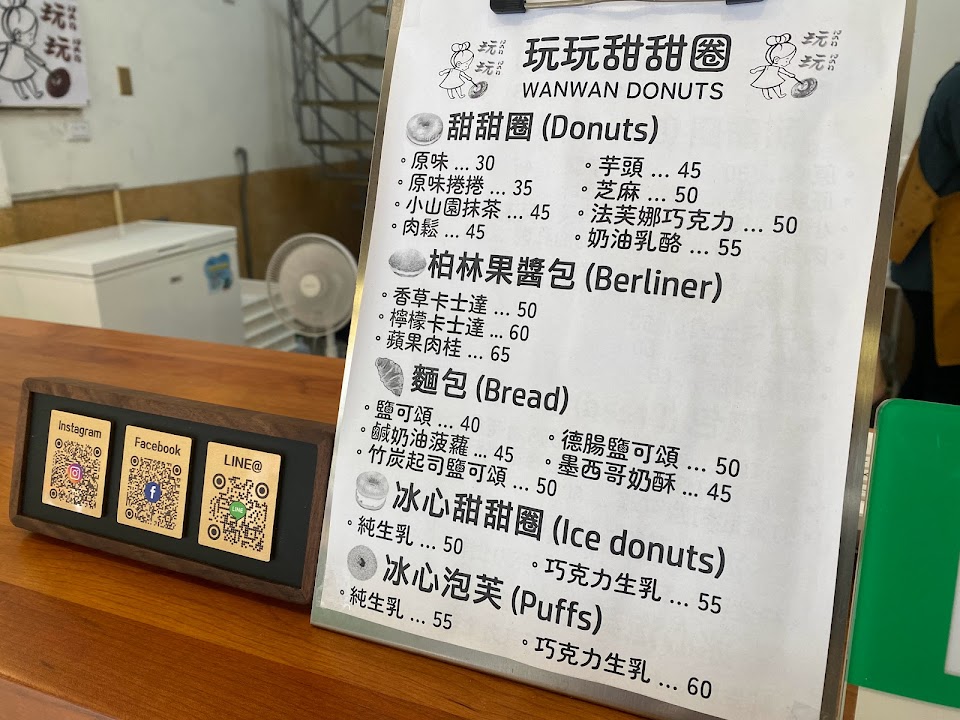 玩玩
玩玩
玩玩甜甜圈
玩玩
WANWAN DONUTS
甜甜圈 (Donuts)
。原味 ... 30
。芋頭 ... 45
。原味捲捲 ... 35
。芝麻 ... 50
。小山園抹茶 ... 45
。法芙娜巧克力 ... 50
。肉鬆 ... 45
。奶油乳酪 ... 55
柏林果醬包 (Berliner)
。香草卡士達 ... 50
。檸檬卡士達 ... 60
。蘋果肉桂 ... 65
麵包 (Bread)
。鹽可頌 ... 40
。德腸鹽可頌 ... 50
。鹹奶油菠蘿 ... 45
。墨西哥奶酥 ... 45
。竹炭起司鹽可頌 ... 50
冰心甜甜圈 (Ice donuts)
。純生乳 ... 50
。巧克力生乳 ... 55
冰心泡芙 (Puffs)
。純生乳 ... 55
。巧克力生乳 ... 60
Instagram
Facebook
LINE@
LINE